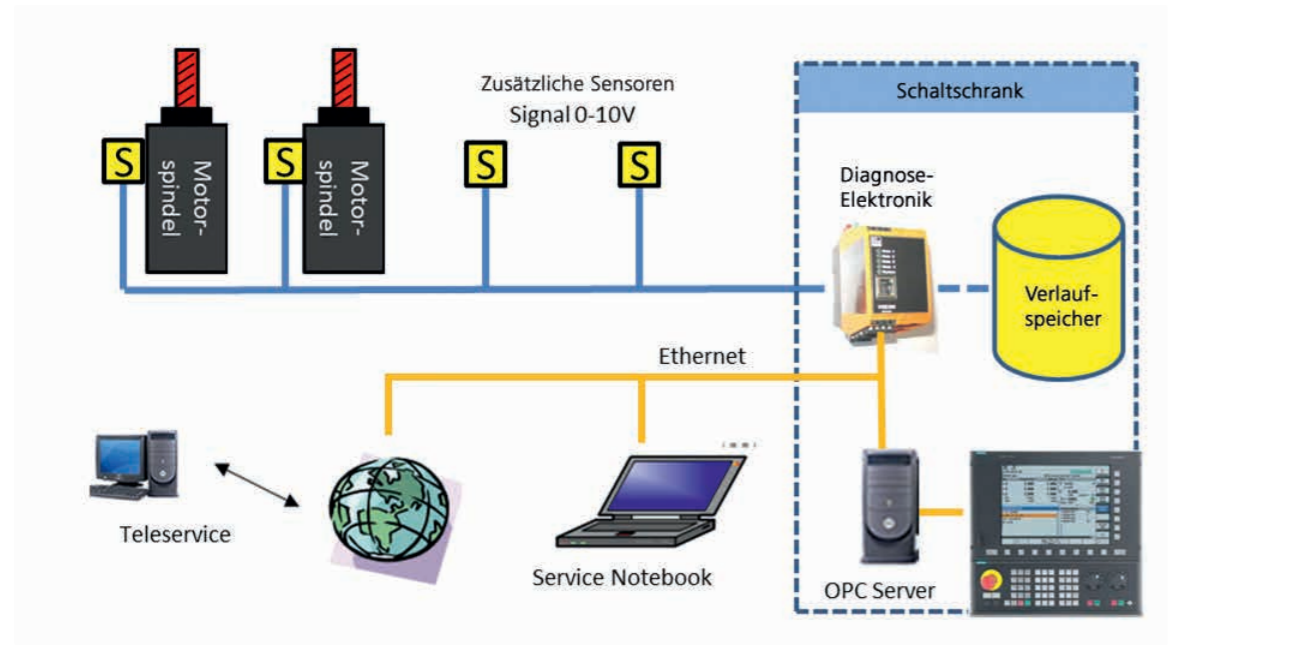 Zusätzliche Sensoren
Signal 0-10V
Schaltschrank
S
Motor-
spindel
S
Motor-
spindel
S
S
Diagnose-
Elektronik
Verlauf-
speicher
Ethernet
Teleservice
Service Notebook
OPC Server